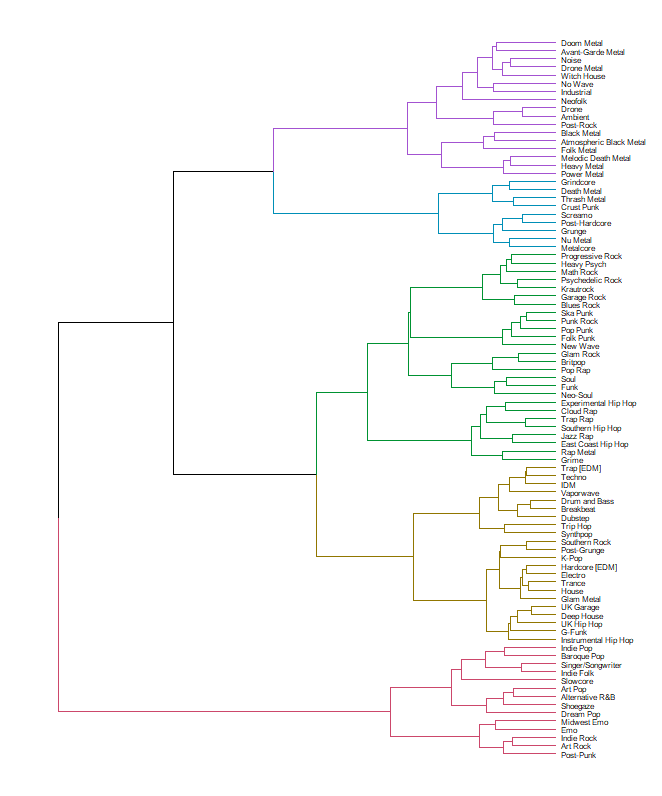 Doom Metal
Avant-Garde Metal
Noise
Drone Metal
Witch House
No Wave
Industrial
Neofolk
Drone
Ambient
Post-Rock
Black Metal
Atmospheric Black Metal
Folk Metal
Melodic Death Metal
Heavy Metal
Power Metal
Grindcore
Death Metal
Thrash Metal
Crust Punk
Screamo
Post-Hardcore
Grunge
Nu Metal
Metalcore
Progressive Rock
Heavy Psych
Math Rock
Psychedelic Rock
Krautrock
Garage Rock
Blues Rock
Ska Punk
Punk Rock
Pop Punk
Folk Punk
New Wave
Glam Rock
Britpop
Pop Rap
Soul
Funk
Neo-Soul
Experimental Hip Hop
Cloud Rap
Trap Rap
Southern Hip Hop
Jazz Rap
East Coast Hip Hop
Rap Metal
Grime
Trap [EDM]
Techno
IDM
Vaporwave
Drum and Bass
Breakbeat
Dubstep
Trip Hop
Synthpop
Southern Rock
Post-Grunge
K-Pop
Hardcore [EDM]
Electro
Trance
House
Glam Metal
UK Garage
Deep House
UK Hip Hop
G-Funk
Instrumental Hip Hop
Indie Pop
Baroque Pop
Singer/Songwriter
Indie Folk
Slowcore
Art Pop
Alternative R&B
Shoegaze
Dream Pop
Midwest Emo
Emo
Indie Rock
Art Rock
Post-Punk